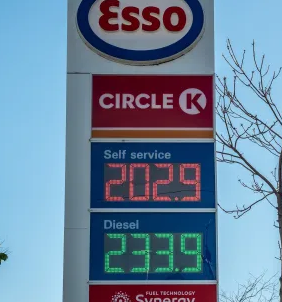 Esso
CIRCLE K
Self service
202.9
Diesel
233.9
FUEL TECHNOLOGY
Synergy